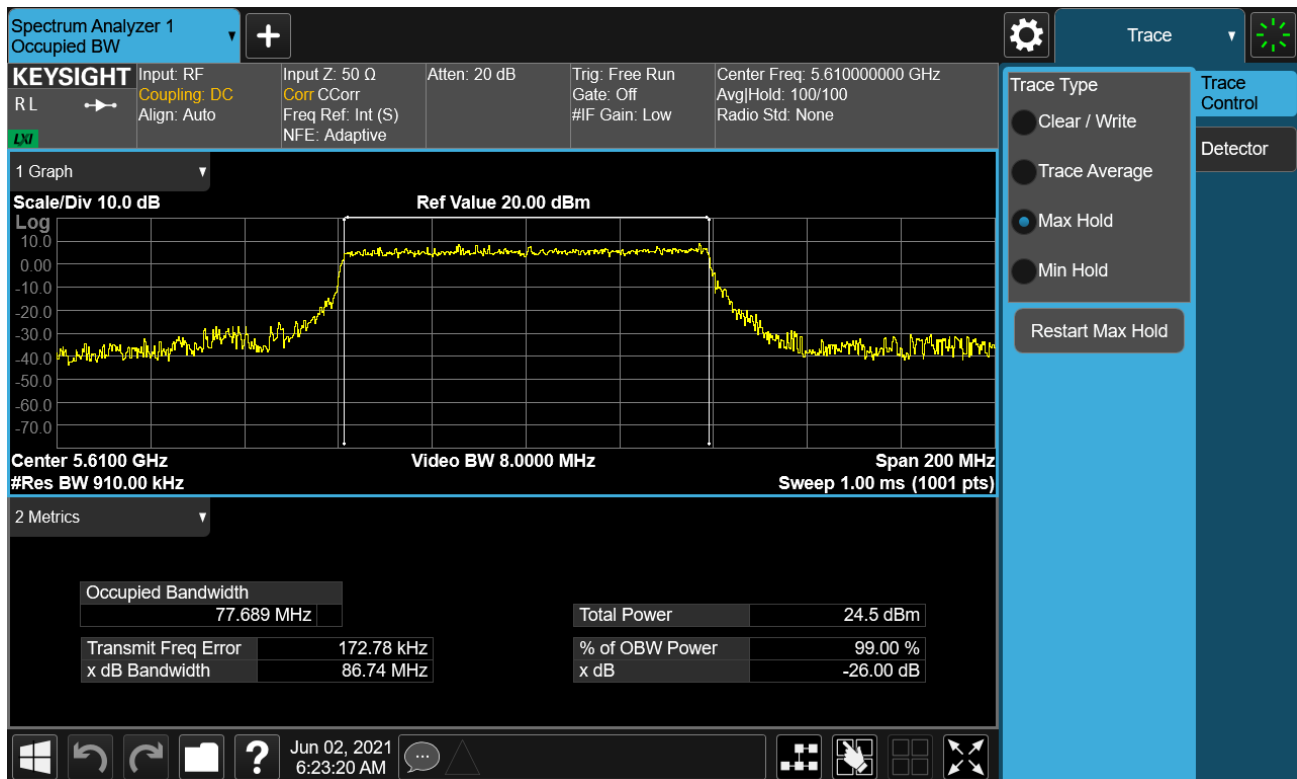 Spectrum Analyzer 1
Occupied BW
+
Trace
KEYSIGHT
R L
LXI
Input: RF
Coupling: DC
Align: Auto
Input Z: 50 Ω
Corr CCorr
Freq Ref: Int (S)
NFE: Adaptive
Atten: 20 dB
Trig: Free Run
Gate: Off
#IF Gain: Low
Center Freq: 5.610000000 GHz
Avg|Hold: 100/100
Radio Std: None
Trace Type
Clear / Write
Trace Average
Max Hold
Min Hold
Restart Max Hold
Trace
Control
Detector
1 Graph
Scale/Div 10.0 dB
Ref Value 20.00 dBm
Log
10.0
0.00
-10.0
-20.0
-30.0
-40.0
-50.0
-60.0
-70.0
Center 5.6100 GHz
Video BW 8.0000 MHz
Span 200 MHz
#Res BW 910.00 kHz
Sweep 1.00 ms (1001 pts)
2 Metrics
Occupied Bandwidth
77.689 MHz
Total Power 24.5 dBm
Transmit Freq Error 172.78 kHz
% of OBW Power 99.00 %
x dB Bandwidth 86.74 MHz
x dB -26.00 dB
?
Jun 02, 2021
6:23:20 AM